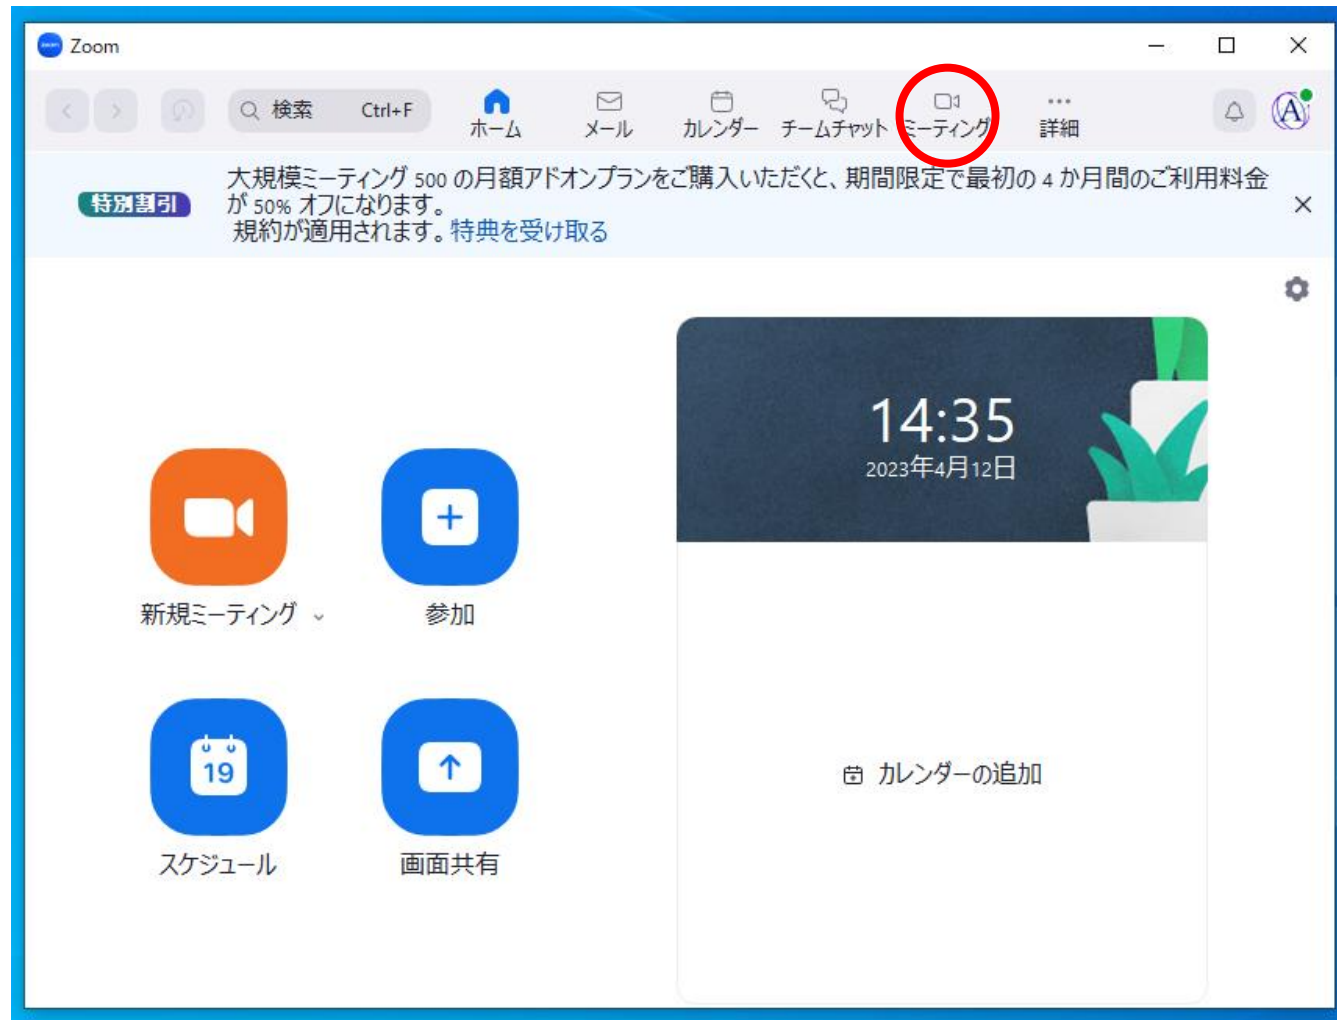 Zoom
検索 Ctrl+F
ホーム
メール
カレンダー
チームチャット
ミーティング
詳細
特別割引
大規模ミーティング 500 の月額アドオンプランをご購入いただくと、期間限定で最初の 4 か月間のご利用料金
が 50% オフになります。
規約が適用されます。特典を受け取る
14:35
2023年4月12日
新規ミーティング
参加
19
スケジュール
画面共有
カレンダーの追加